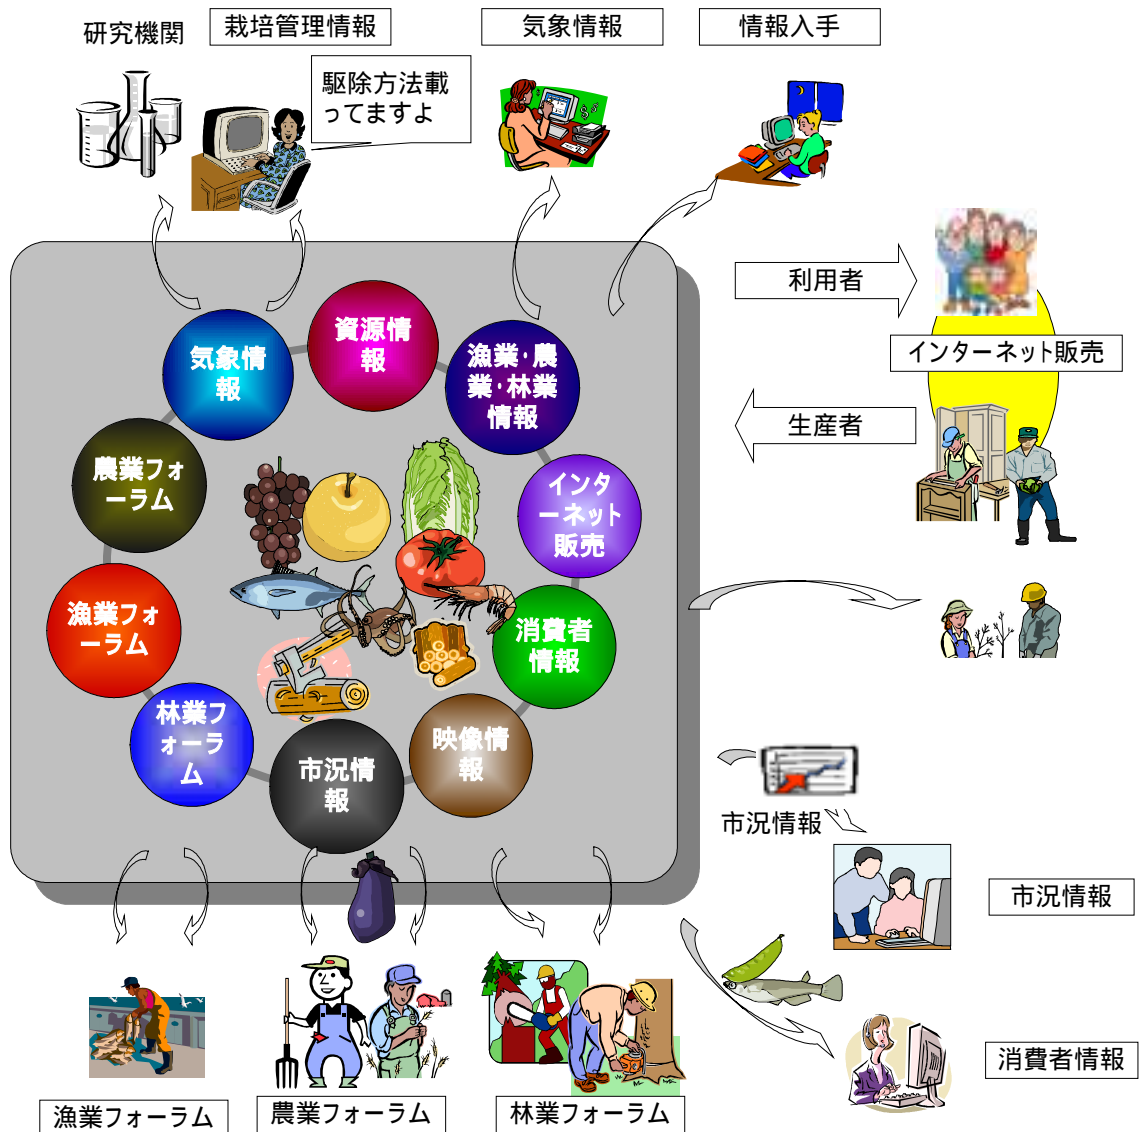 研究機関
栽培管理情報
気象情報
情報入手
駆除方法載
ってますよ
利用者
インターネット販売
生産者
資源情
報
気象情
報
漁業・農
業・林業
情報
農業フォ
ーラム
インタ
ーネット
販売
漁業フォ
ーラム
消費者
情報
林業フ
ォーラ
ム
映像情
報
市況情
報
市況情報
市況情報
消費者情報
漁業フォーラム
農業フォーラム
林業フォーラム